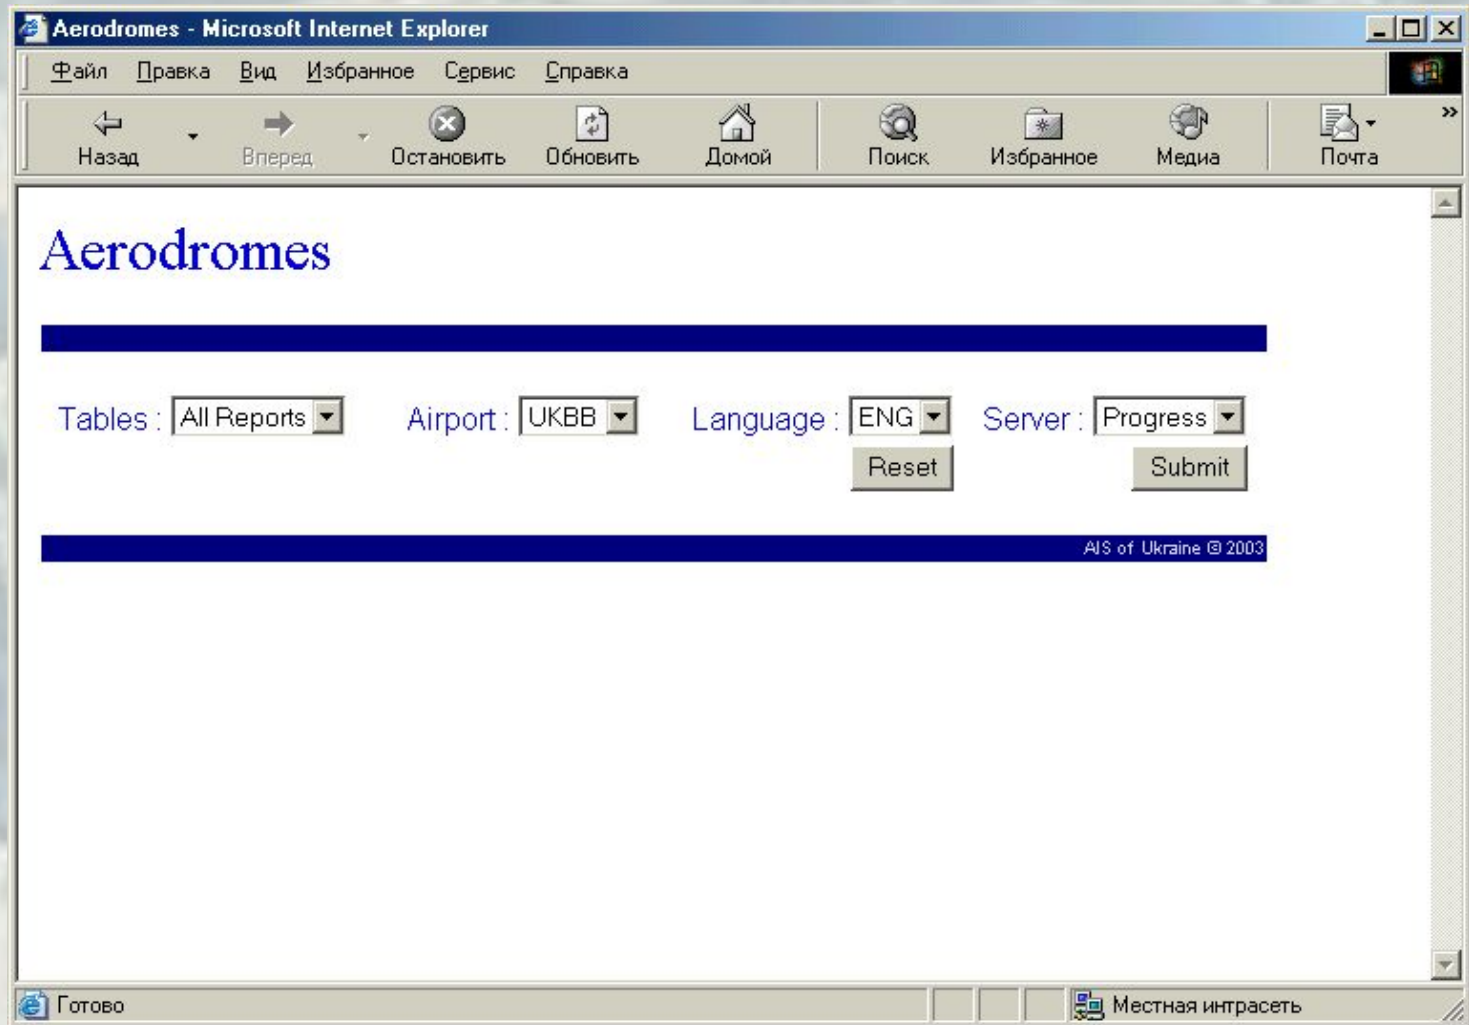 Aerodromes - Microsoft Internet Explorer
Файл Правка Вид Избранное Сервис Справка
Назад Вперед Остановить Обновить Домой Поиск Избранное Медиа Почта »
Aerodromes
Tables : All Reports Airport : UKBB Language : ENG Server : Progress
Reset Submit
AIS of Ukraine © 2003
Готово Местная интрасеть